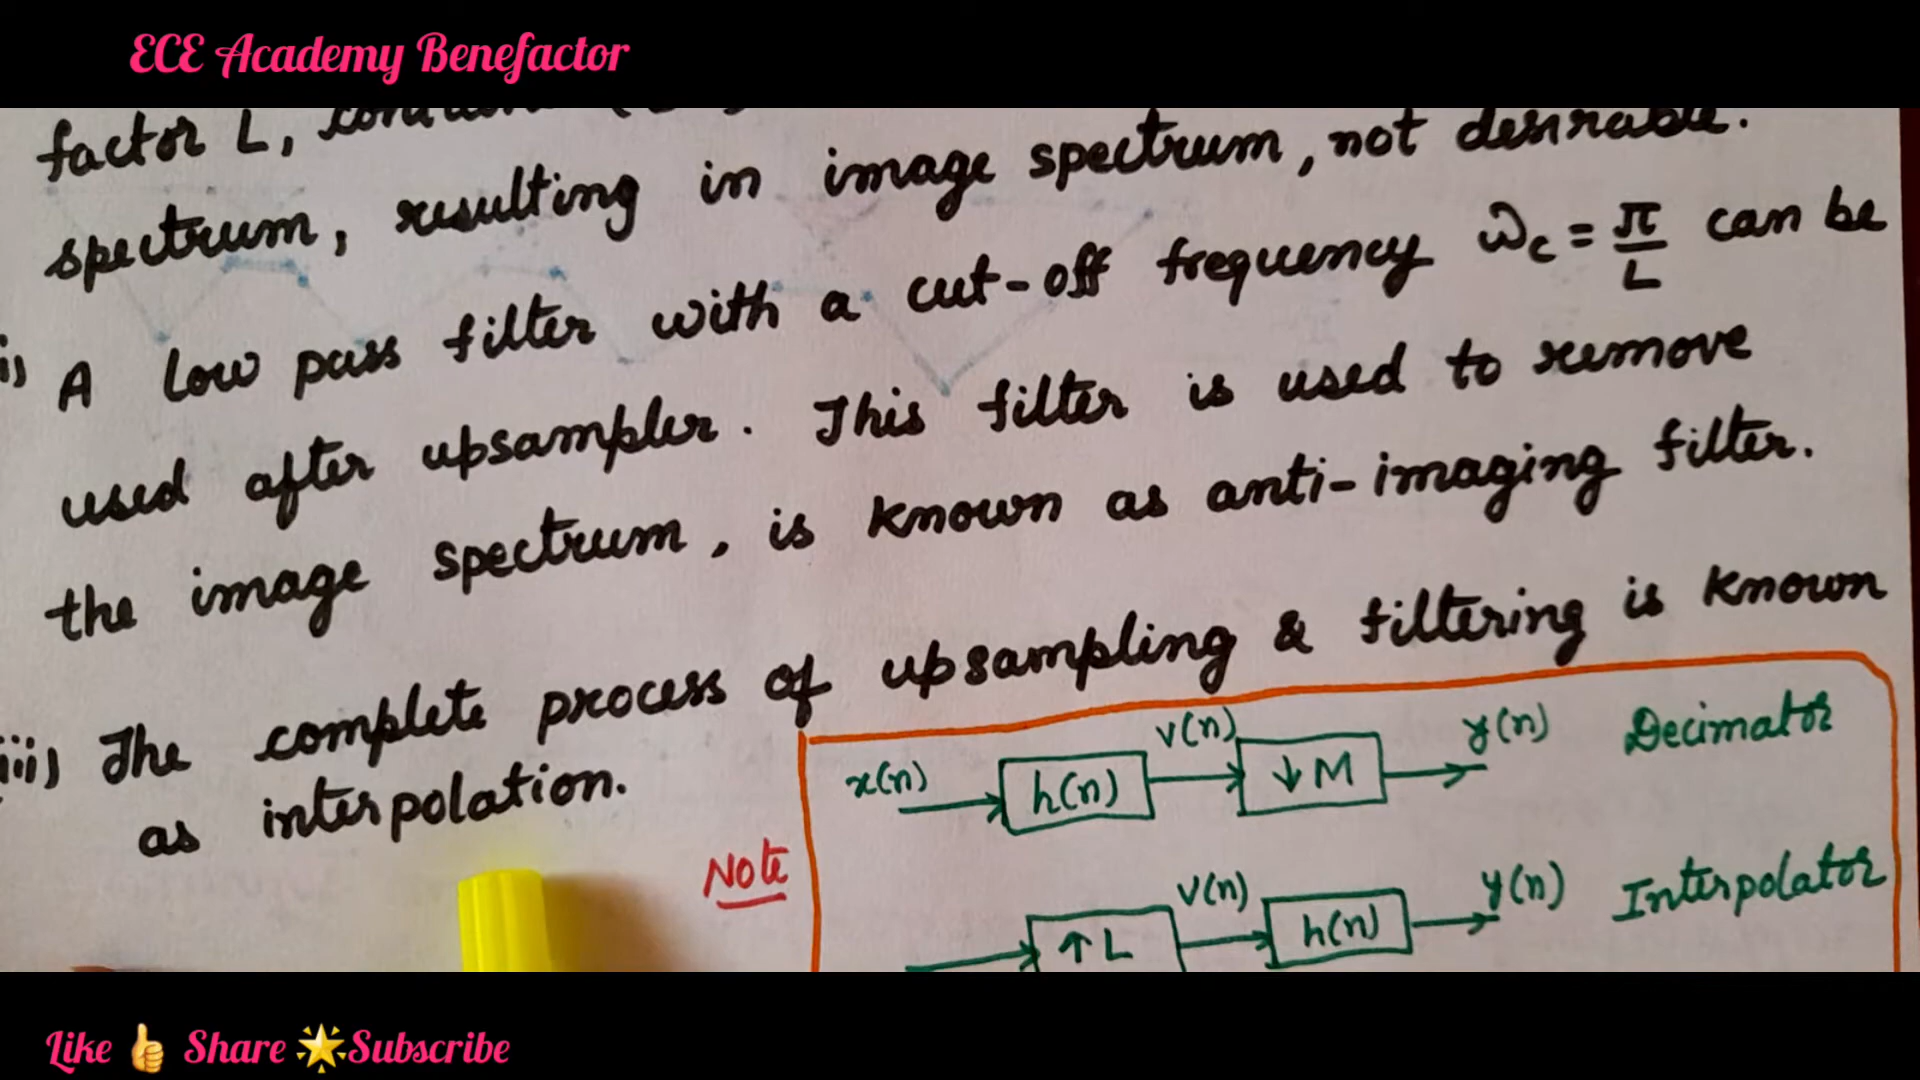 ECE Academy Benefactor
factor L,
spectrum, resulting in image spectrum, not desirable.
A low pass filter with a cut-off frequency ω̂c = π/L can be
used after upsampler. This filter is used to remove
the image spectrum, is known as anti-imaging filter.
iii) The complete process of upsampling & filtering is known
as interpolation.
x(n) h(n) v(n) ↓M y(n) Decimator
Note
↑L v(n) h(n) y(n) Interpolator
Like 👍 Share 🌟Subscribe